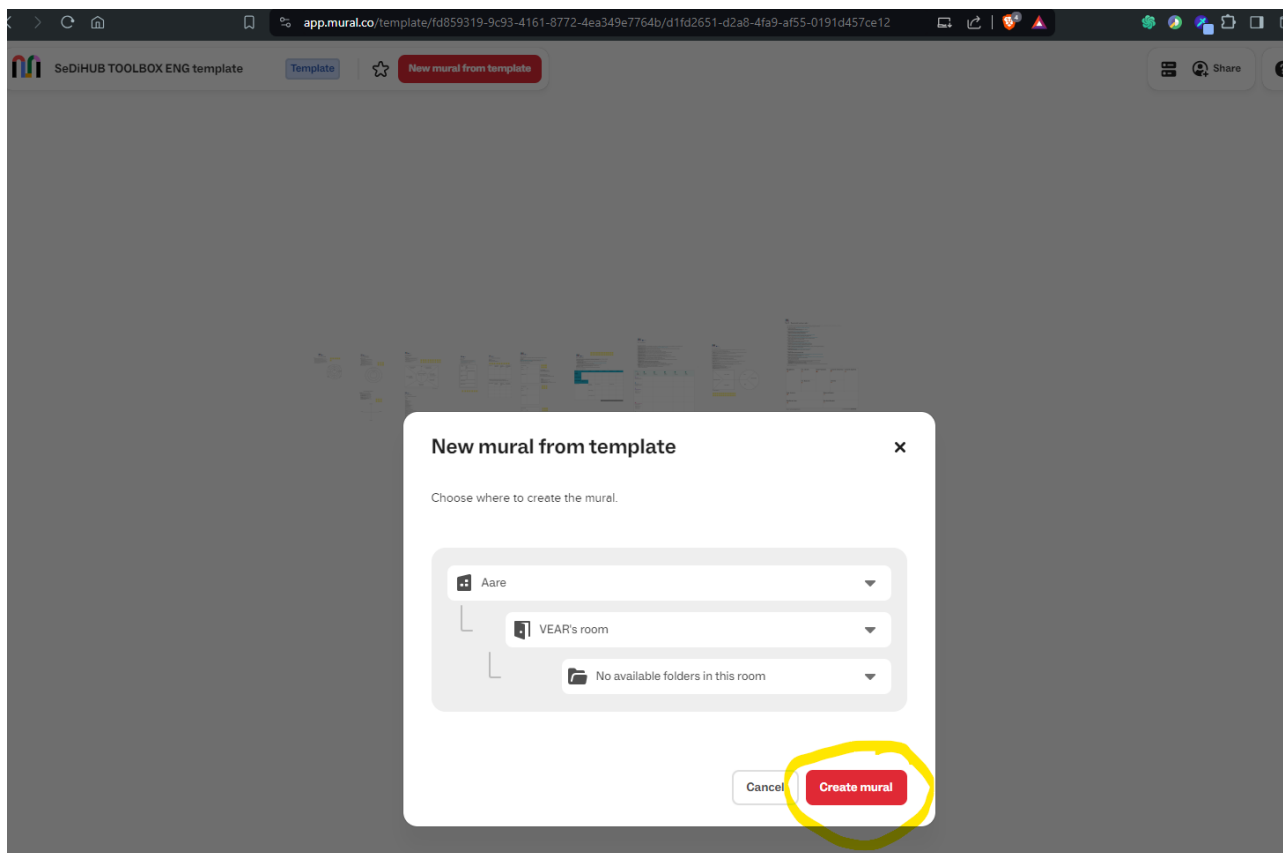 app.mural.co/template/fd859319-9c93-4161-8772-4ea349e7764b/d1fd2651-d2a8-4fa9-af55-0191d457ce12
SeDiHUB TOOLBOX ENG template
Template
New mural from template
Share
New mural from template
Choose where to create the mural.
Aare
VEAR's room
No available folders in this room
Cancel
Create mural